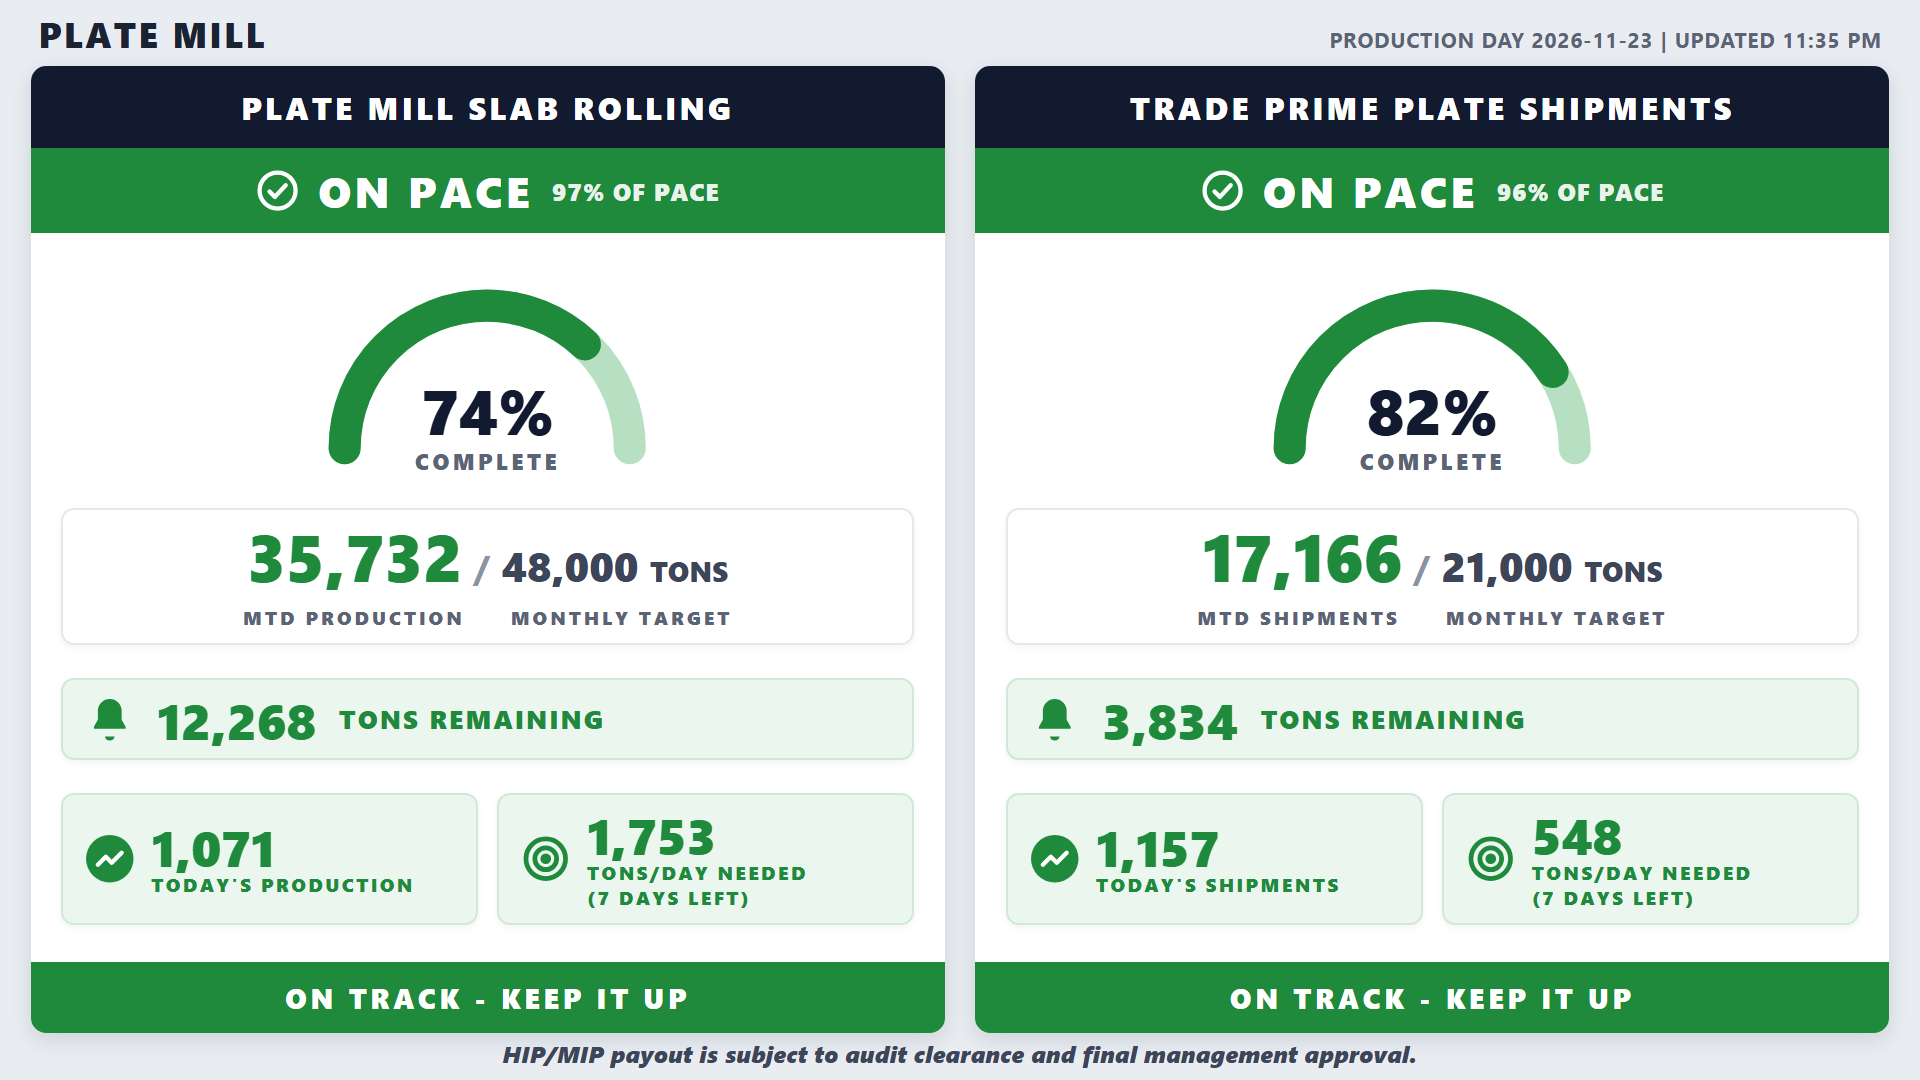 PLATE MILL
PRODUCTION DAY 2026-11-23 | UPDATED 11:35 PM
PLATE MILL SLAB ROLLING
ON PACE 97% OF PACE
74%
COMPLETE
35,732 / 48,000 TONS
MTD PRODUCTION MONTHLY TARGET
12,268 TONS REMAINING
1,071
TODAY'S PRODUCTION
1,753
TONS/DAY NEEDED
(7 DAYS LEFT)
ON TRACK - KEEP IT UP
TRADE PRIME PLATE SHIPMENTS
ON PACE 96% OF PACE
82%
COMPLETE
17,166 / 21,000 TONS
MTD SHIPMENTS MONTHLY TARGET
3,834 TONS REMAINING
1,157
TODAY'S SHIPMENTS
548
TONS/DAY NEEDED
(7 DAYS LEFT)
ON TRACK - KEEP IT UP
HIP/MIP payout is subject to audit clearance and final management approval.